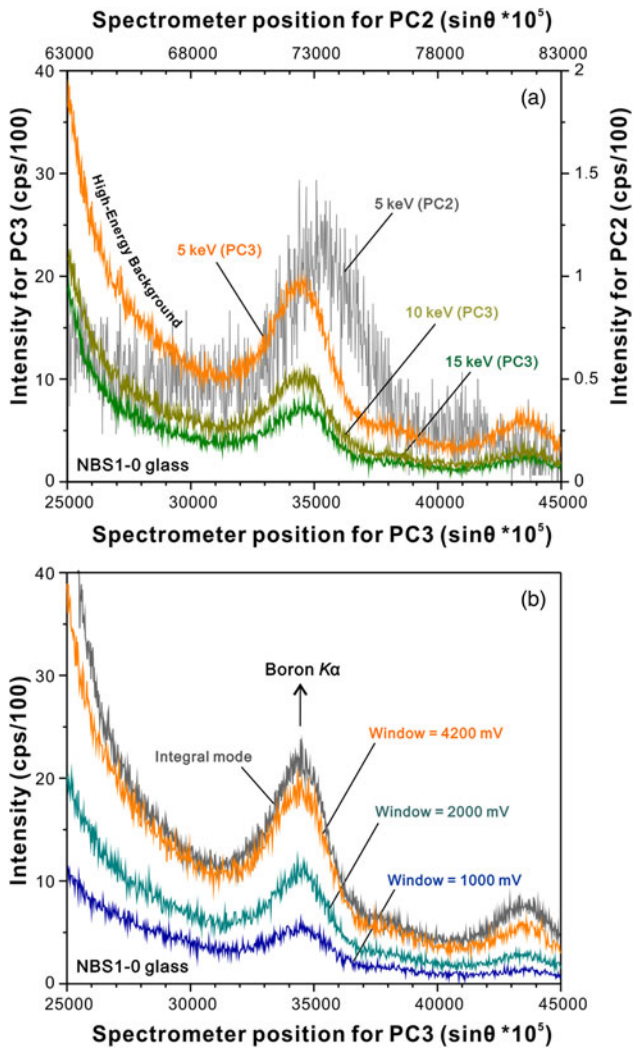 Spectrometer position for PC2 (sinθ *10⁵)
63000 68000 73000 78000 83000
(a)
40 2
30 1.5
20 1
10 0.5
0 0
Intensity for PC3 (cps/100)
Intensity for PC2 (cps/100)
High-Energy Background
5 keV (PC2)
5 keV (PC3)
10 keV (PC3)
15 keV (PC3)
NBS1-0 glass
25000 30000 35000 40000 45000
Spectrometer position for PC3 (sinθ *10⁵)
(b)
40
30
20
10
0
Intensity (cps/100)
Boron Kα
Integral mode
Window = 4200 mV
Window = 2000 mV
Window = 1000 mV
NBS1-0 glass
25000 30000 35000 40000 45000
Spectrometer position for PC3 (sinθ *10⁵)